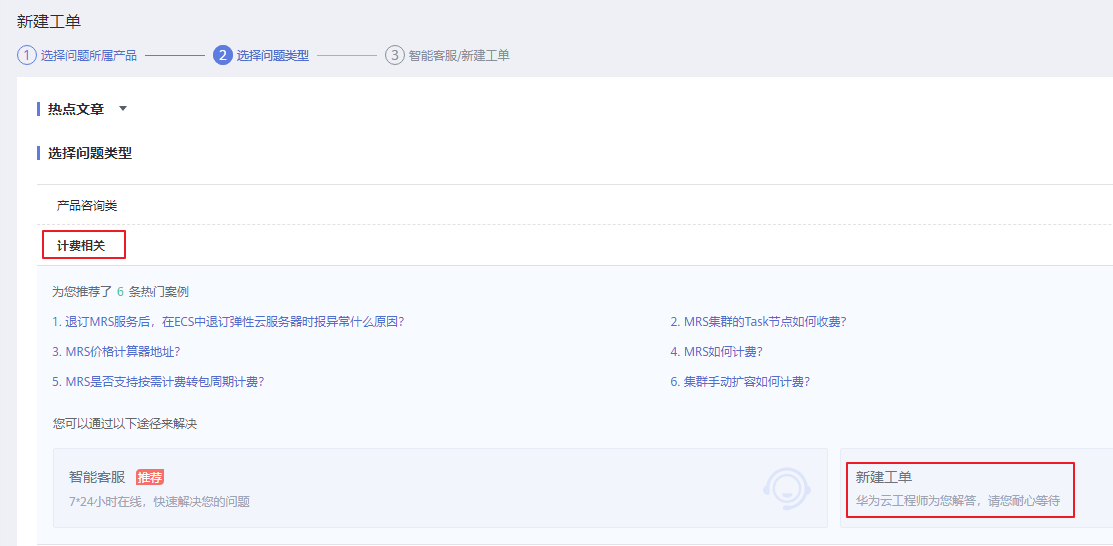 新建工单
1 选择问题所属产品 2 选择问题类型 3 智能客服/新建工单
热点文章
选择问题类型
产品咨询类
计费相关
为您推荐了 6 条热门案例
1. 退订MRS服务后，在ECS中退订弹性云服务器时报异常什么原因? 2. MRS集群的Task节点如何收费?
3. MRS价格计算器地址? 4. MRS如何计费?
5. MRS是否支持按需计费转包周期计费? 6. 集群手动扩容如何计费?
您可以通过以下途径来解决
智能客服 推荐
7*24小时在线，快速解决您的问题
新建工单
华为云工程师为您解答，请您耐心等待